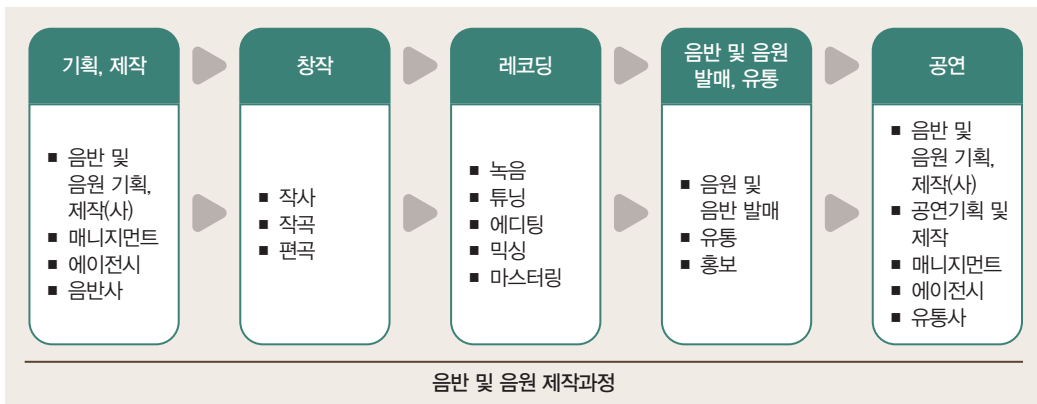 기획, 제작
■ 음반 및
음원 기획,
제작(사)
■ 매니지먼트
■ 에이전시
■ 음반사
창작
■ 작사
■ 작곡
■ 편곡
레코딩
■ 녹음
■ 튜닝
■ 에디팅
■ 믹싱
■ 마스터링
음반 및 음원
발매, 유통
■ 음원 및
음반 발매
■ 유통
■ 홍보
공연
■ 음반 및
음원 기획,
제작(사)
■ 공연기획 및
제작
■ 매니지먼트
■ 에이전시
■ 유통사
음반 및 음원 제작과정